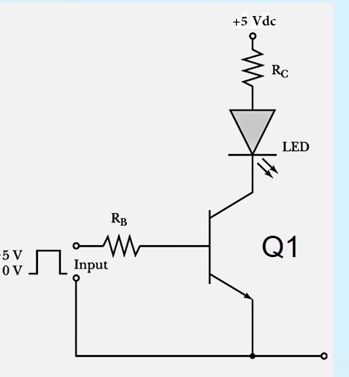 +5 Vdc
RC
LED
RB
Q1
5 V
0 V
Input